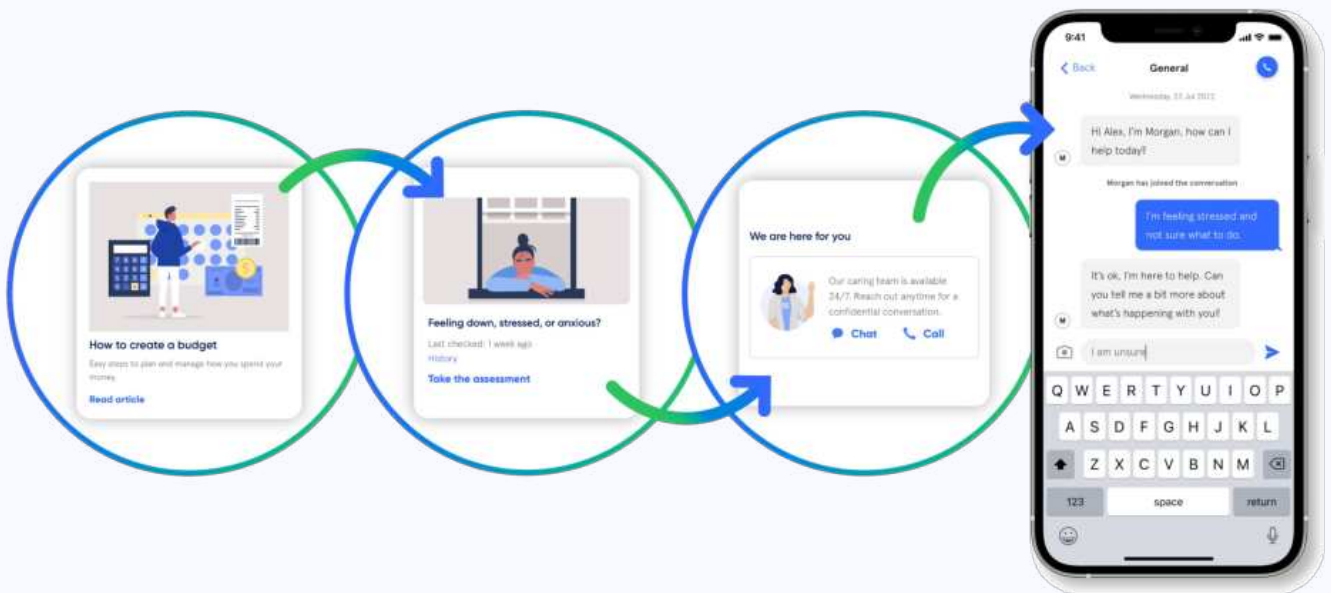 How to create a budget
Easy steps to plan and manage how you spend your
money.
Read article
Feeling down, stressed, or anxious?
Last checked: 1 week ago
History
Take the assessment
We are here for you
Our caring team is available
24/7. Reach out anytime for a
confidential conversation.
Chat
Call
9:41
Back
General
Wednesday,
Hi Alex, I'm Morgan, how can I
help today?
M
Morgan has joined the conversation
I'm feeling stressed and
not sure what to do.
It's ok, I'm here to help. Can
you tell me a bit more about
what's happening with you?
M
I am unsure
Q W E R T Y U I O P
A S D F G H J K L
Z X C V B N M
123 space return